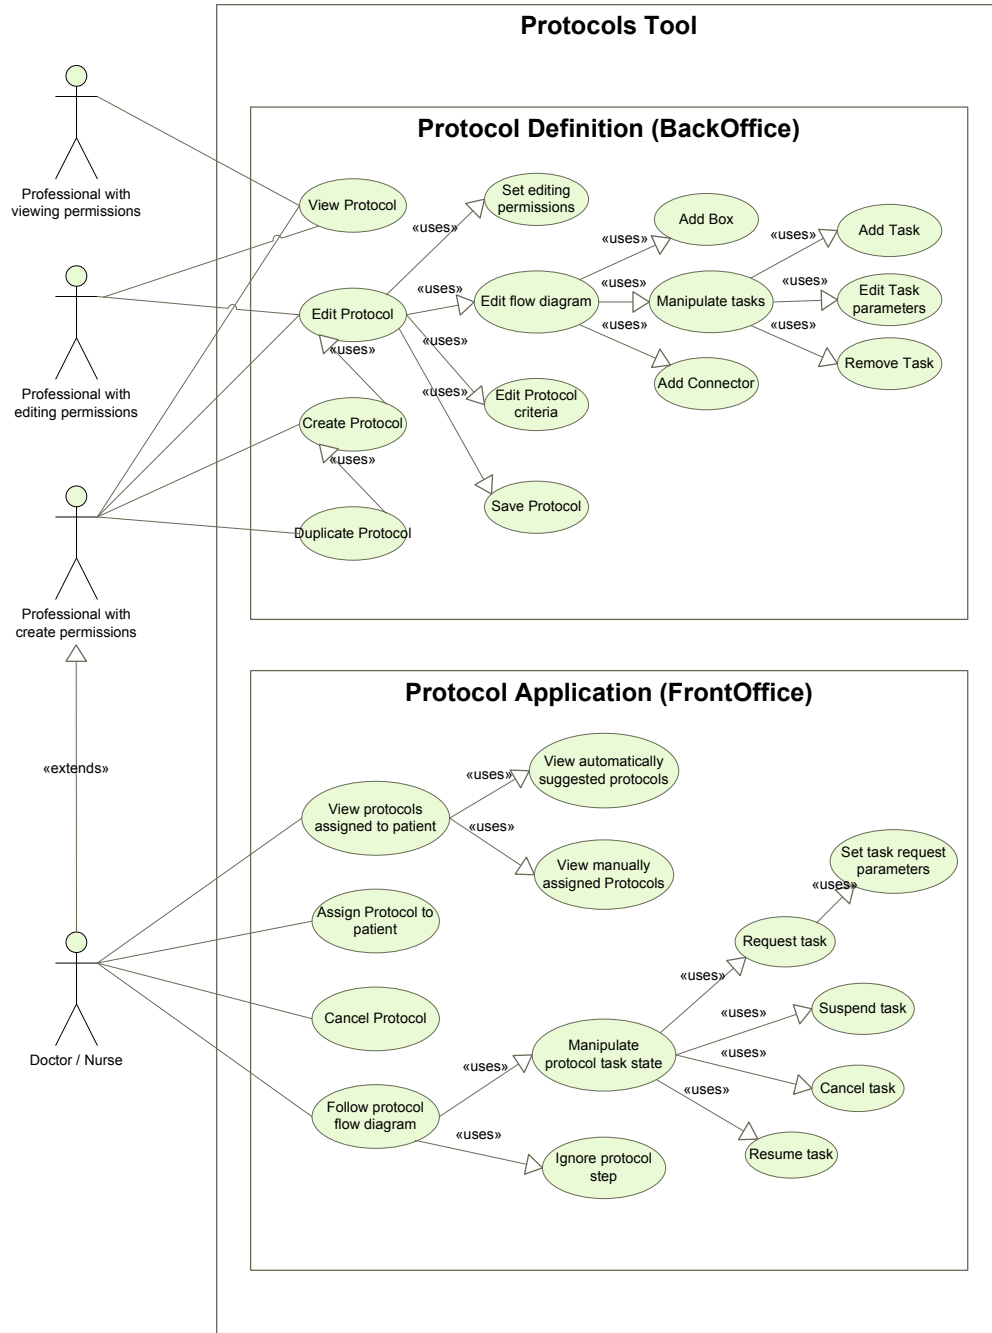 Protocols Tool
Protocol Definition (BackOffice)
Professional with
viewing permissions
View Protocol
Set editing
permissions
«uses»
Add Box
«uses»
Add Task
«uses»
Professional with
editing permissions
Edit Protocol
«uses»
Edit flow diagram
«uses»
Manipulate tasks
«uses»
Edit Task
parameters
«uses»
«uses»
Remove Task
«uses»
Add Connector
«uses»
Edit Protocol
criteria
«uses»
Create Protocol
«uses»
Save Protocol
Duplicate Protocol
Professional with
create permissions
«extends»
Protocol Application (FrontOffice)
View protocols
assigned to patient
«uses»
View automatically
suggested protocols
«uses»
View manually
assigned Protocols
Set task request
parameters
«uses»
Assign Protocol to
patient
Request task
«uses»
Cancel Protocol
Suspend task
«uses»
Doctor / Nurse
Manipulate
protocol task state
«uses»
«uses»
Cancel task
«uses»
Follow protocol
flow diagram
«uses»
Resume task
Ignore protocol
step